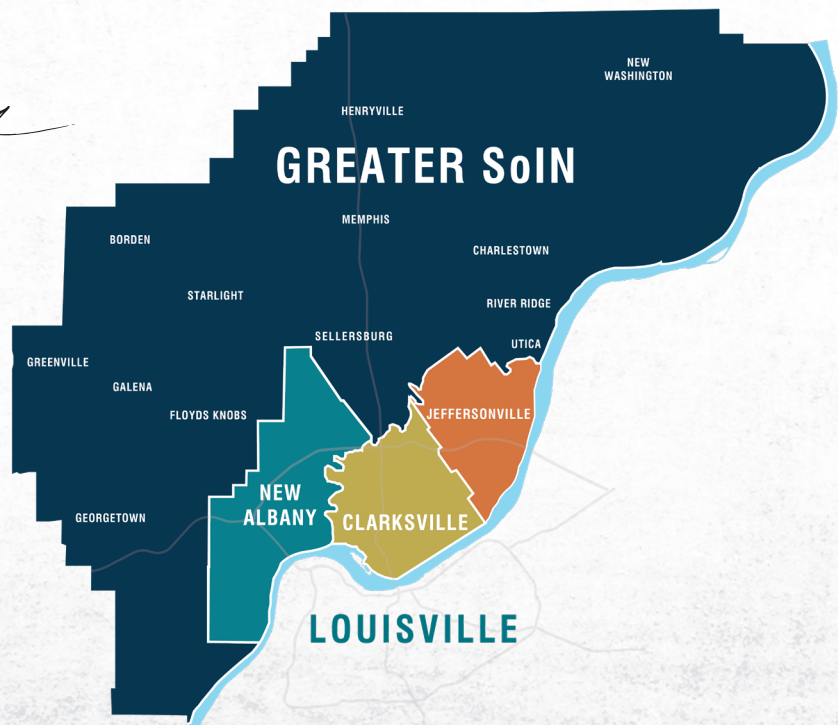 NEW
WASHINGTON
HENRYVILLE
GREATER SoIN
MEMPHIS
BORDEN
CHARLESTOWN
STARLIGHT
RIVER RIDGE
SELLERSBURG
UTICA
GREENVILLE
GALENA
FLOYDS KNOBS
JEFFERSONVILLE
NEW
ALBANY
CLARKSVILLE
GEORGETOWN
LOUISVILLE